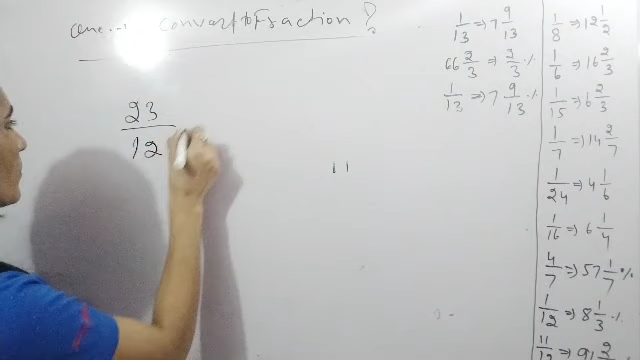 Convert to Fraction ?
23/12
1/13 => 7 9/13
66 2/3 => 2/3 %
1/13 => 7 9/13 %
1/8 => 12 1/2
1/6 => 16 2/3
1/15 => 6 2/3
1/7 => 14 2/7
1/24 => 4 1/6
1/16 => 6 1/4
4/7 => 57 1/7 %
1/12 => 8 1/3 %
11/12 => 91 2